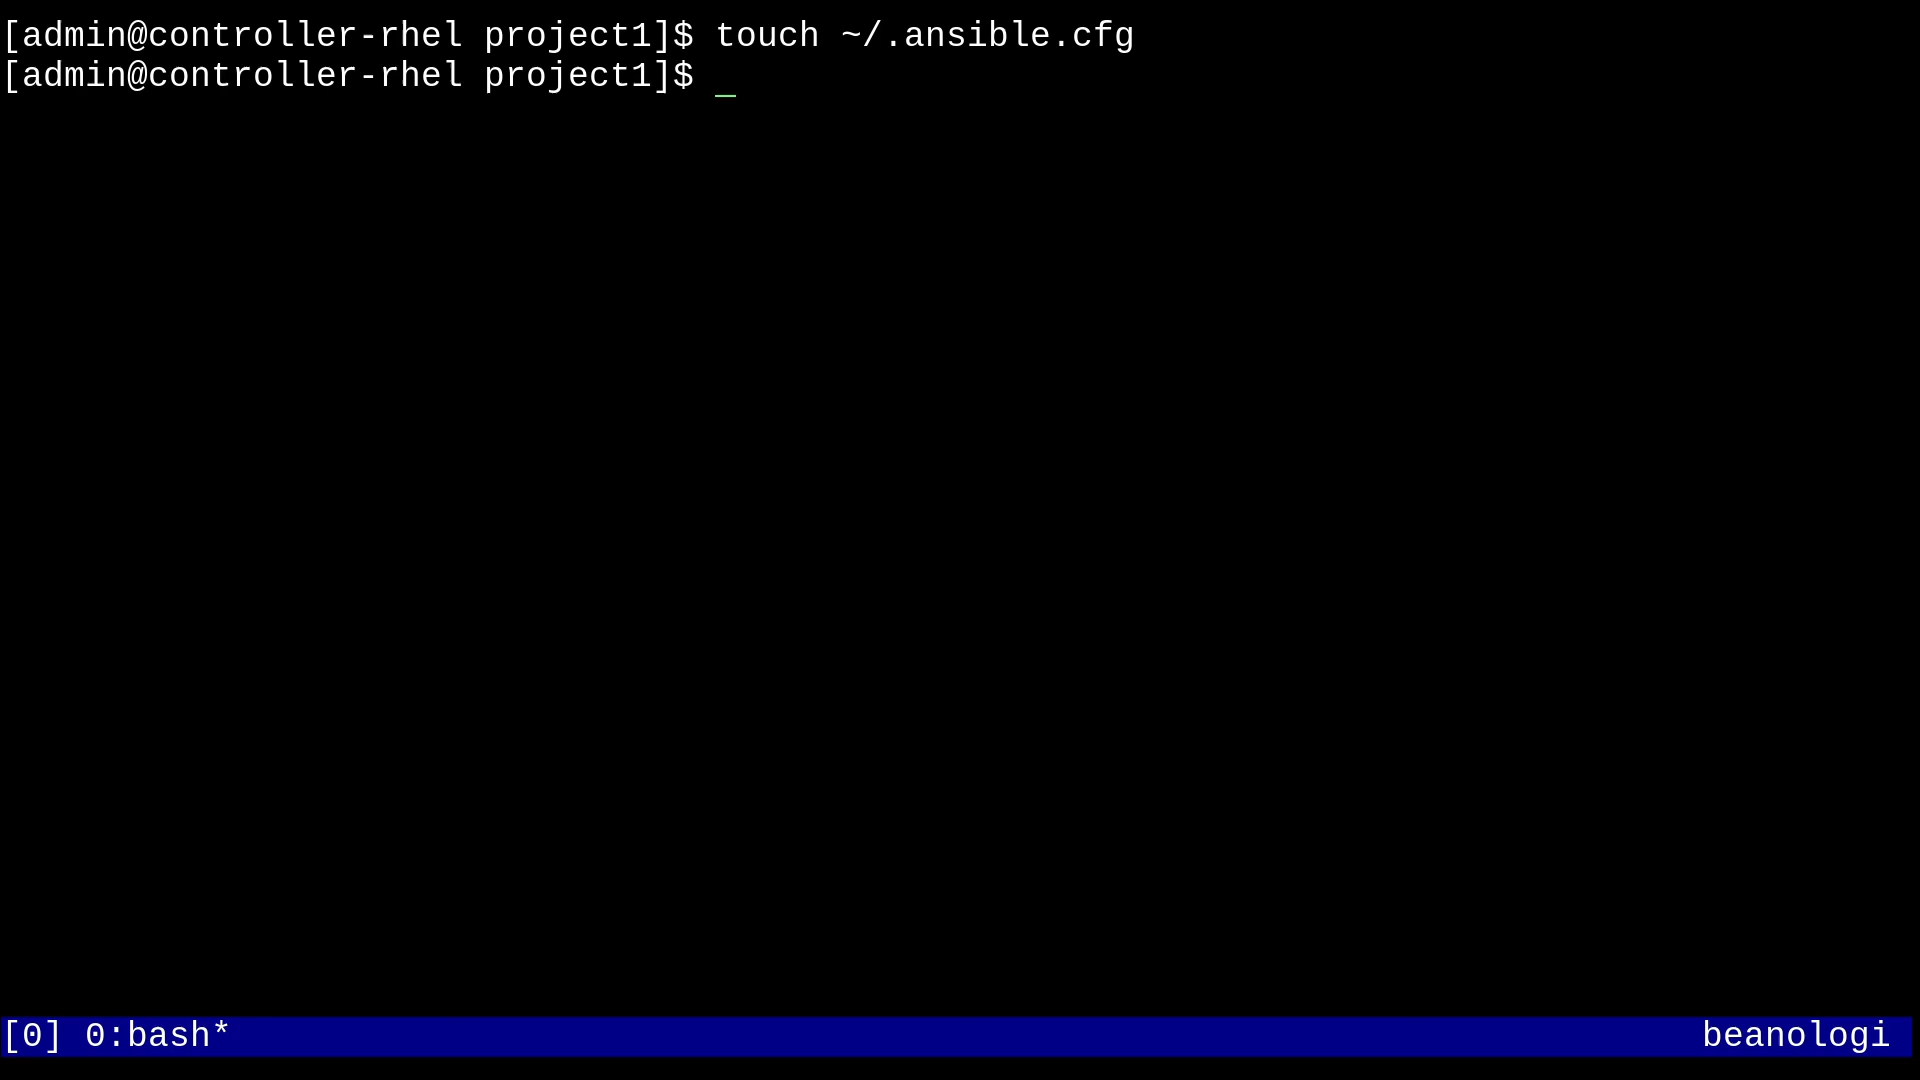 [admin@controller-rhel project1]$ touch ~/.ansible.cfg
[admin@controller-rhel project1]$ _
[0] 0:bash* beanologi